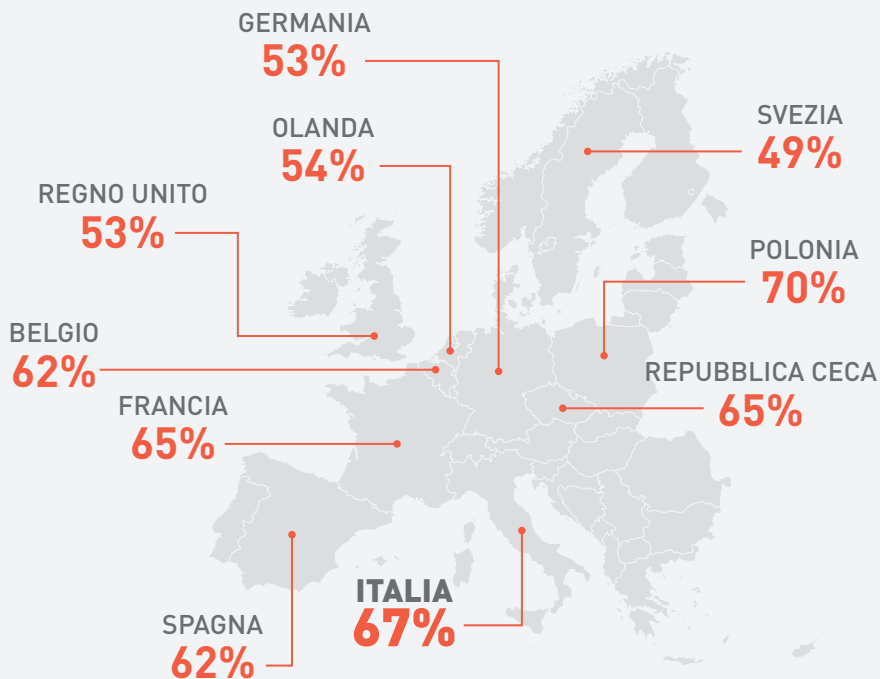 GERMANIA
53%
OLANDA
54%
SVEZIA
49%
REGNO UNITO
53%
POLONIA
70%
BELGIO
62%
REPUBBLICA CECA
65%
FRANCIA
65%
ITALIA
67%
SPAGNA
62%